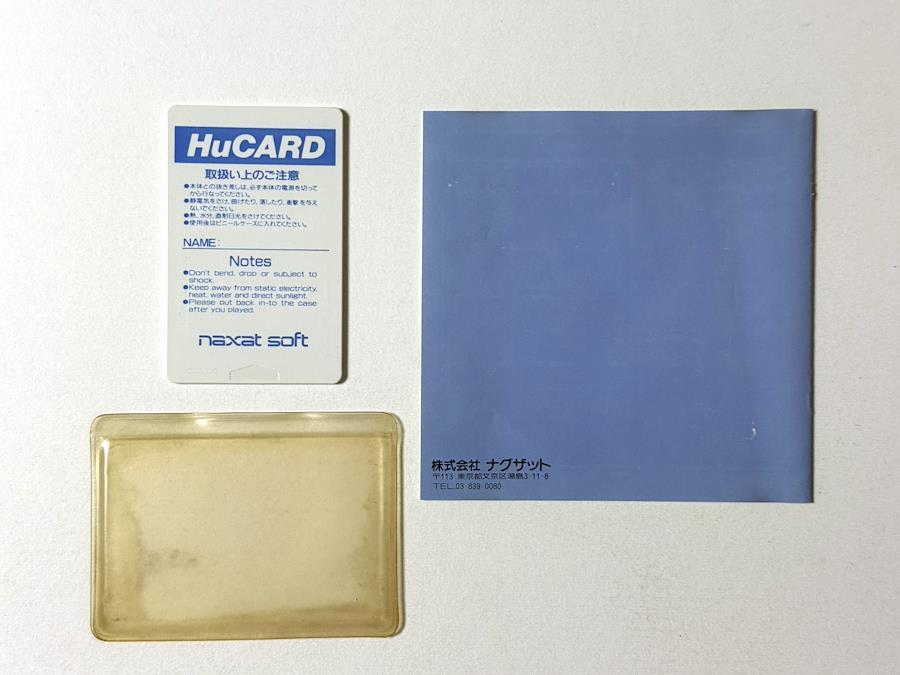 HuCARD
取扱い上のご注意
●本体との抜き差しは、必ず本体の電源を切って
から行なってください。
●静電気をさけ、曲げたり、落したり、衝撃を与え
ないでください。
●熱、水分、直射日光をさけてください。
●使用後はビニールケースに入れてください。
NAME:
Notes
●Don't bend, drop or subject to
shock.
●Keep away from static electricity,
heat, water and direct sunlight.
●Please put back in-to the case
after you played.
naxat soft
株式会社 ナグザット
〒113 東京都文京区湯島3-11-8
TEL.03-839-0080